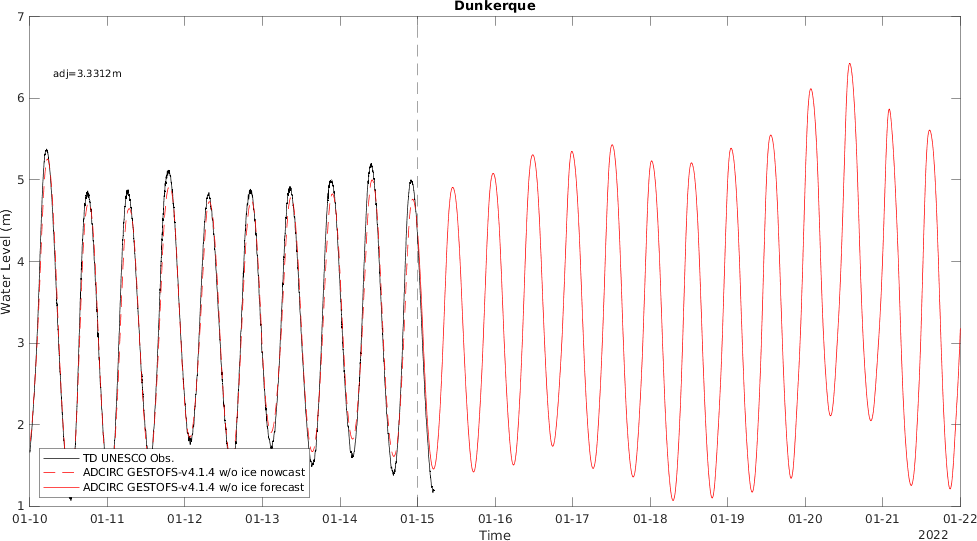 Dunkerque
7
6
5
4
3
2
1
Water Level (m)
adj=3.3312m
TD UNESCO Obs.
ADCIRC GESTOFS-v4.1.4 w/o ice nowcast
ADCIRC GESTOFS-v4.1.4 w/o ice forecast
01-10 01-11 01-12 01-13 01-14 01-15 01-16 01-17 01-18 01-19 01-20 01-21 01-22
Time
2022